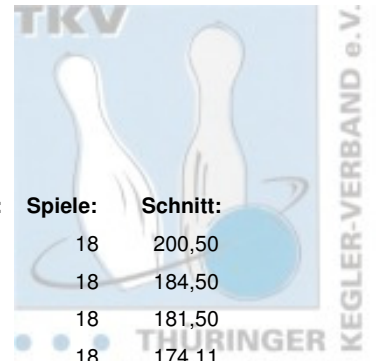 TKV
KEGLER-VERBAND e.V.
: Spiele: Schnitt:
18 200,50
18 184,50
18 181,50
THÜRINGER
18 174,11